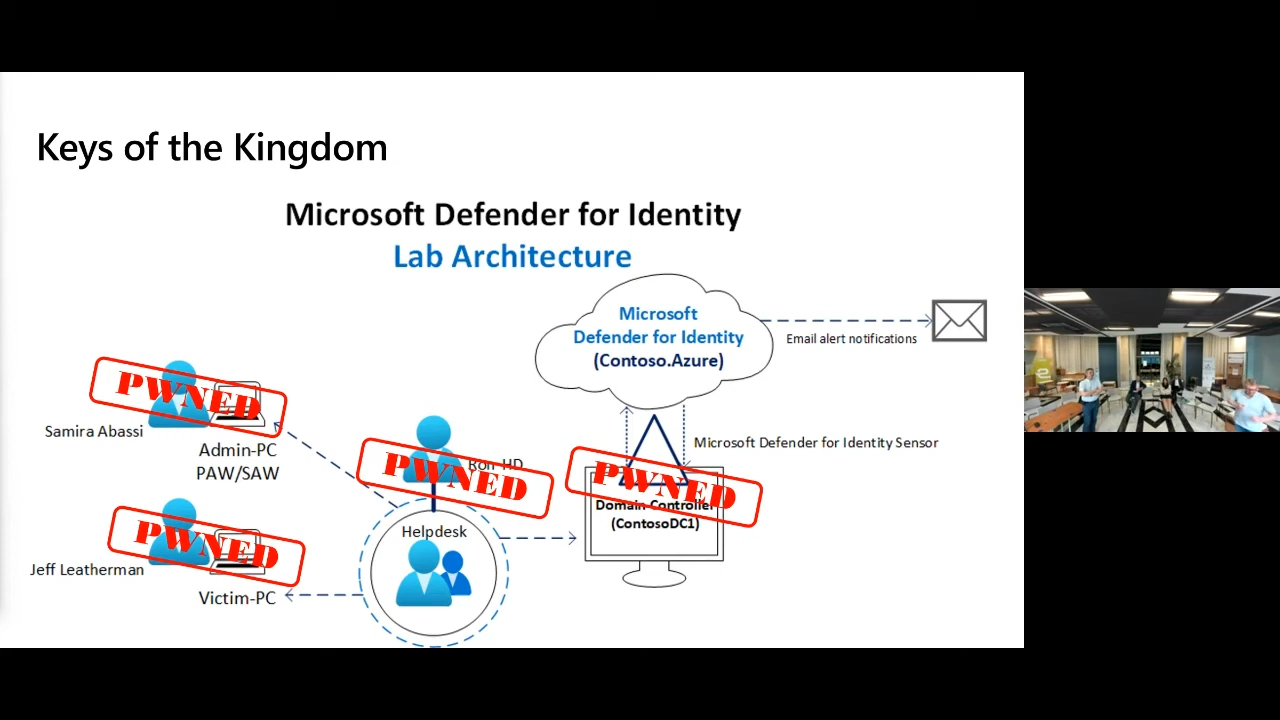 Keys of the Kingdom
Microsoft Defender for Identity
Lab Architecture
Microsoft
Defender for Identity
(Contoso.Azure)
Email alert notifications
PWNED
Samira Abassi
Admin-PC
PAW/SAW
Microsoft Defender for Identity Sensor
Ron-HD
PWNED
PWNED
Domain Controller
(ContosoDC1)
Helpdesk
PWNED
Jeff Leatherman
Victim-PC